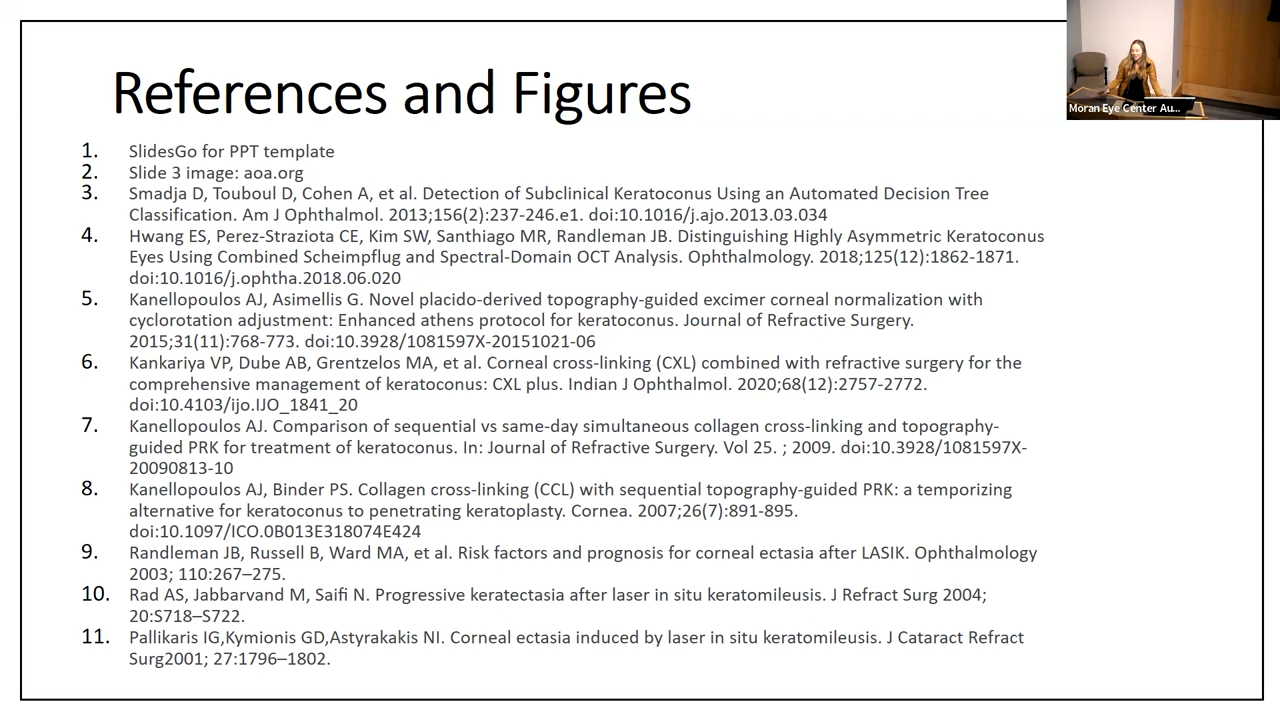 References and Figures
Moran Eye Center Au...
1. SlidesGo for PPT template
2. Slide 3 image: aoa.org
3. Smadja D, Touboul D, Cohen A, et al. Detection of Subclinical Keratoconus Using an Automated Decision Tree
Classification. Am J Ophthalmol. 2013;156(2):237-246.e1. doi:10.1016/j.ajo.2013.03.034
4. Hwang ES, Perez-Straziota CE, Kim SW, Santhiago MR, Randleman JB. Distinguishing Highly Asymmetric Keratoconus
Eyes Using Combined Scheimpflug and Spectral-Domain OCT Analysis. Ophthalmology. 2018;125(12):1862-1871.
doi:10.1016/j.ophtha.2018.06.020
5. Kanellopoulos AJ, Asimellis G. Novel placido-derived topography-guided excimer corneal normalization with
cyclorotation adjustment: Enhanced athens protocol for keratoconus. Journal of Refractive Surgery.
2015;31(11):768-773. doi:10.3928/1081597X-20151021-06
6. Kankariya VP, Dube AB, Grentzelos MA, et al. Corneal cross-linking (CXL) combined with refractive surgery for the
comprehensive management of keratoconus: CXL plus. Indian J Ophthalmol. 2020;68(12):2757-2772.
doi:10.4103/ijo.IJO_1841_20
7. Kanellopoulos AJ. Comparison of sequential vs same-day simultaneous collagen cross-linking and topography-
guided PRK for treatment of keratoconus. In: Journal of Refractive Surgery. Vol 25. ; 2009. doi:10.3928/1081597X-
20090813-10
8. Kanellopoulos AJ, Binder PS. Collagen cross-linking (CCL) with sequential topography-guided PRK: a temporizing
alternative for keratoconus to penetrating keratoplasty. Cornea. 2007;26(7):891-895.
doi:10.1097/ICO.0B013E318074E424
9. Randleman JB, Russell B, Ward MA, et al. Risk factors and prognosis for corneal ectasia after LASIK. Ophthalmology
2003; 110:267–275.
10. Rad AS, Jabbarvand M, Saifi N. Progressive keratectasia after laser in situ keratomileusis. J Refract Surg 2004;
20:S718–S722.
11. Pallikaris IG,Kymionis GD,Astyrakakis NI. Corneal ectasia induced by laser in situ keratomileusis. J Cataract Refract
Surg2001; 27:1796–1802.